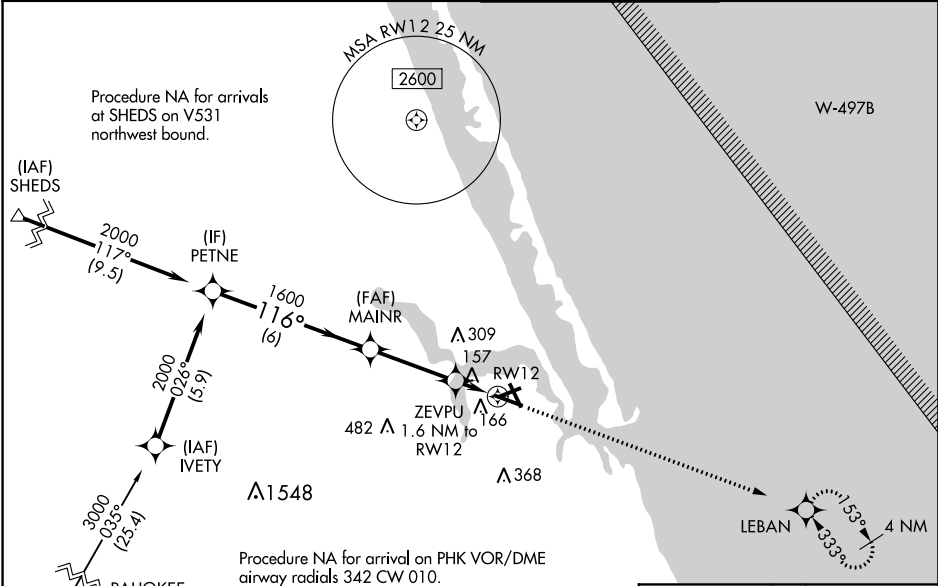 MSA RW12 25 NM
2600
Procedure NA for arrivals
at SHEDS on V531
northwest bound.
W-497B
(IAF)
SHEDS
2000
117°
(9.5)
(IF)
PETNE
1600
116°
(6)
(FAF)
MAINR
309
157
RW12
2000
026°
(5.9)
ZEVPU
1.6 NM to
RW12
166
482
(IAF)
IVETY
368
1548
3000
035°
(25.4)
LEBAN
153°
333°
4 NM
Procedure NA for arrival on PHK VOR/DME
airway radials 342 CW 010.
PAHOKEE